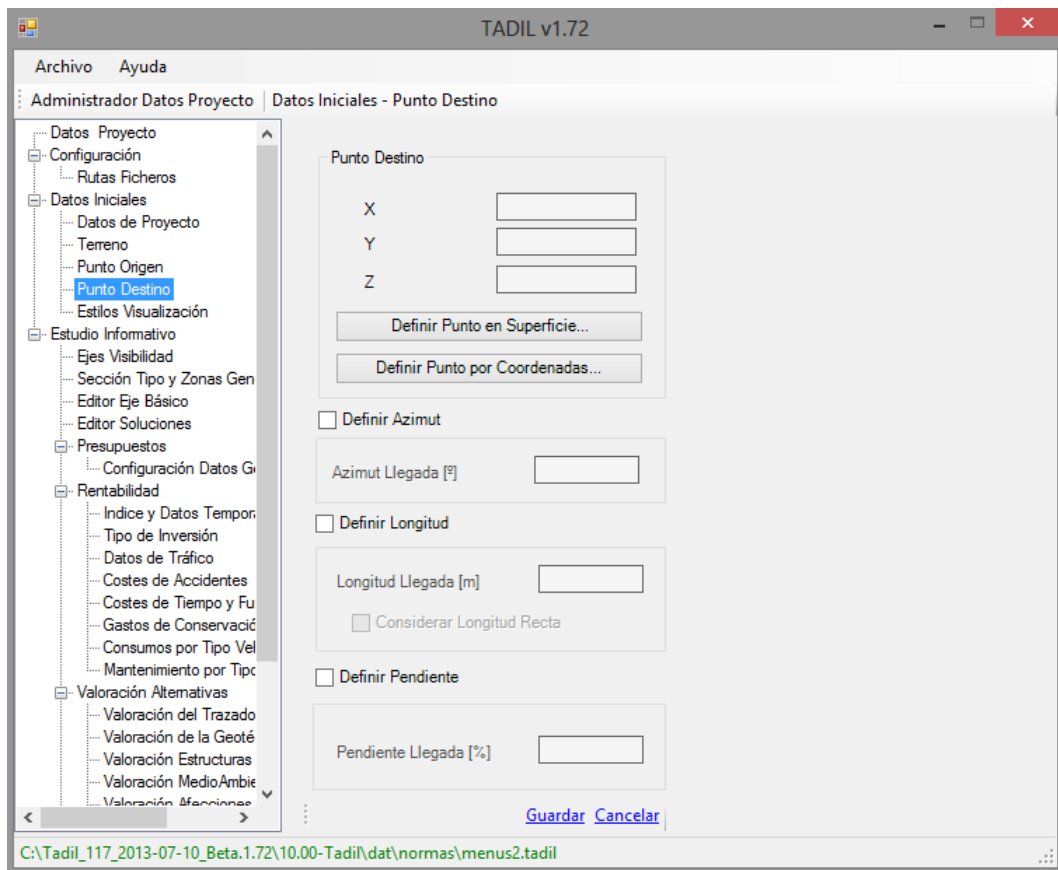 TADIL v1.72
Archivo Ayuda
Administrador Datos Proyecto Datos Iniciales - Punto Destino
Datos Proyecto
Configuración
Rutas Ficheros
Datos Iniciales
Datos de Proyecto
Terreno
Punto Origen
Punto Destino
Estilos Visualización
Estudio Informativo
Ejes Visibilidad
Sección Tipo y Zonas Gen
Editor Eje Básico
Editor Soluciones
Presupuestos
Configuración Datos G
Rentabilidad
Indice y Datos Tempor
Tipo de Inversión
Datos de Tráfico
Costes de Accidentes
Costes de Tiempo y Fu
Gastos de Conservació
Consumos por Tipo Veh
Mantenimiento por Tipo
Valoración Alternativas
Valoración del Trazado
Valoración de la Geoté
Valoración Estructuras
Valoración MedioAmbie
Valoración Afecciones
Punto Destino
X
Y
Z
Definir Punto en Superficie...
Definir Punto por Coordenadas...
Definir Azimut
Azimut Llegada [º]
Definir Longitud
Longitud Llegada [m]
Considerar Longitud Recta
Definir Pendiente
Pendiente Llegada [%]
Guardar Cancelar
C:\Tadil_117_2013-07-10_Beta.1.72\10.00-Tadil\dat\normas\menus2.tadil